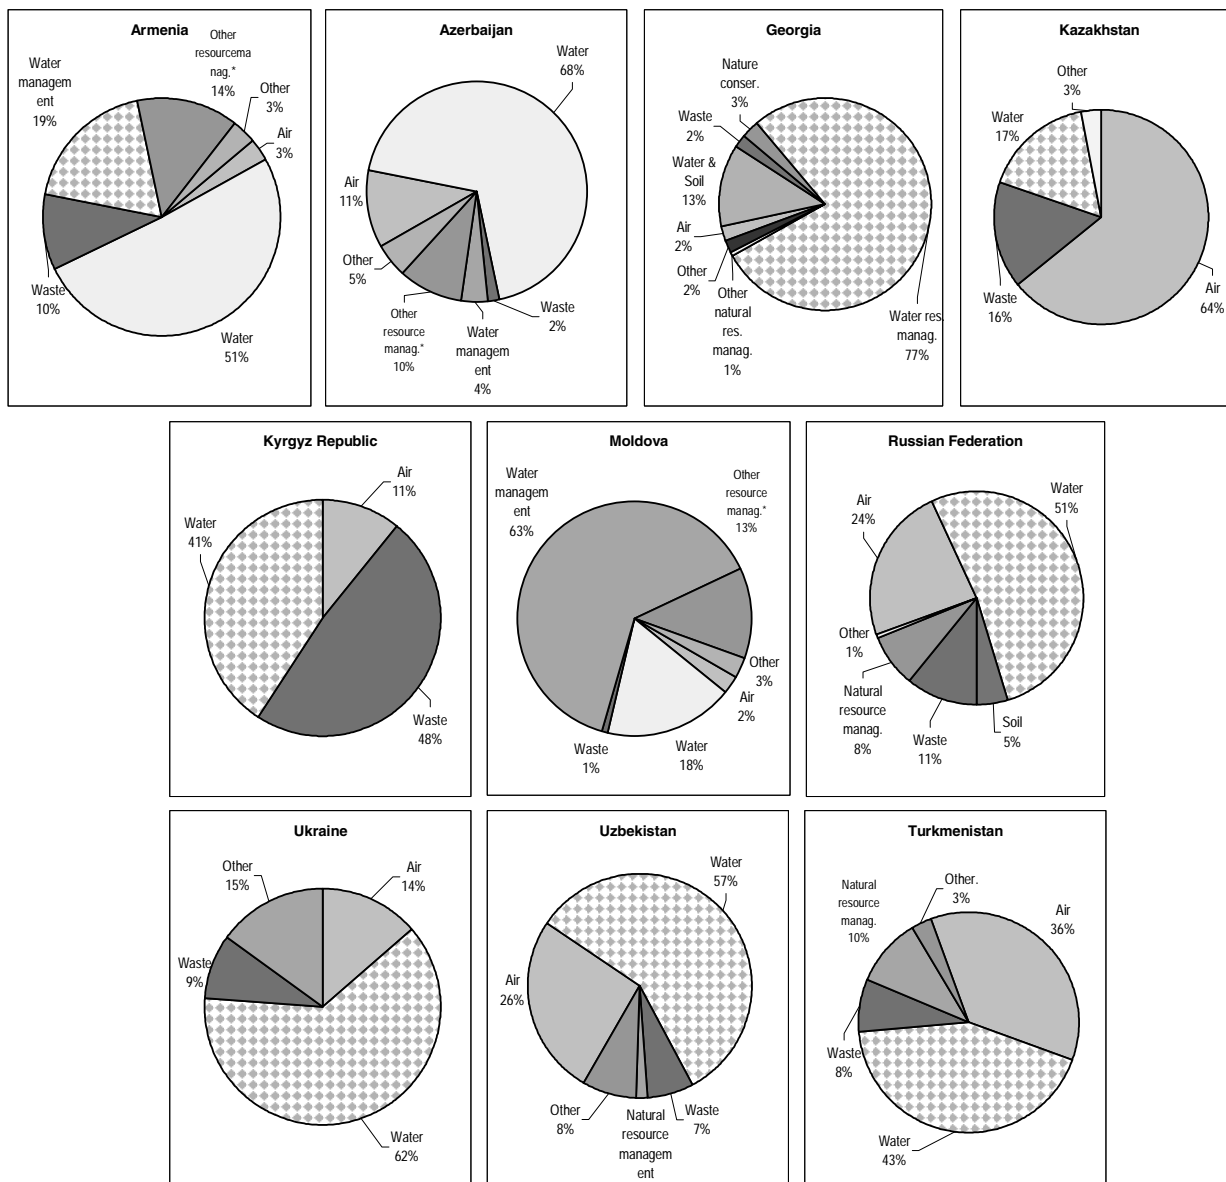 Armenia
Other
resourcema
nag.*
14%
Water
managem
ent
19%
Other
3%
Air
3%
Waste
10%
Water
51%
Azerbaijan
Water
68%
Air
11%
Other
5%
Other
resource
manag.*
10%
Water
managem
ent
4%
Waste
2%
Georgia
Nature
conser.
3%
Waste
2%
Water &
Soil
13%
Air
2%
Other
2%
Other
natural
res.
manag.
1%
Water res.
manag.
77%
Kazakhstan
Other
3%
Water
17%
Waste
16%
Air
64%
Kyrgyz Republic
Air
11%
Water
41%
Waste
48%
Moldova
Water
managem
ent
63%
Other
resource
manag.*
13%
Other
3%
Air
2%
Waste
1%
Water
18%
Russian Federation
Water
51%
Air
24%
Other
1%
Natural
resource
manag.
8%
Waste
11%
Soil
5%
Ukraine
Other
15%
Air
14%
Waste
9%
Water
62%
Uzbekistan
Water
57%
Air
26%
Other
8%
Natural
resource
managem
ent
Waste
7%
Turkmenistan
Natural
resource
manag.
10%
Other.
3%
Air
36%
Waste
8%
Water
43%